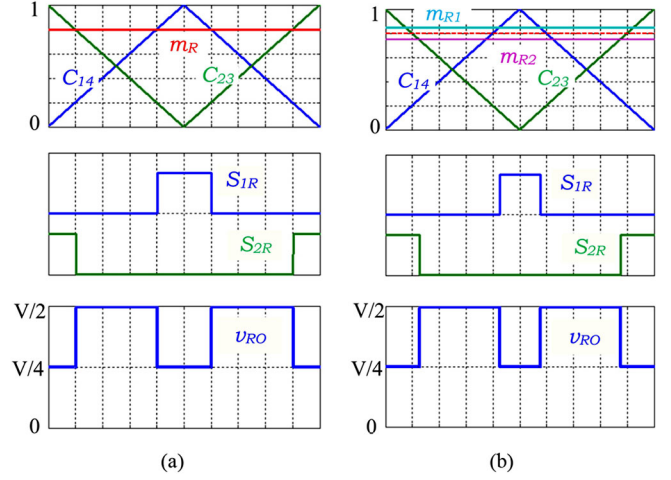 1
m_R
C_14
C_23
0
S_1R
S_2R
V/2
v_RO
V/4
0
(a)
1
m_R1
m_R2
C_14
C_23
0
S_1R
S_2R
V/2
v_RO
V/4
0
(b)